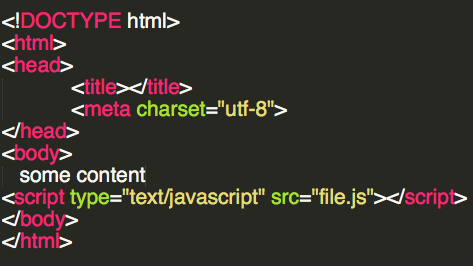 <!DOCTYPE html>
<html>
<head>
<title></title>
<meta charset="utf-8">
</head>
<body>
some content
<script type="text/javascript" src="file.js"></script>
</body>
</html>